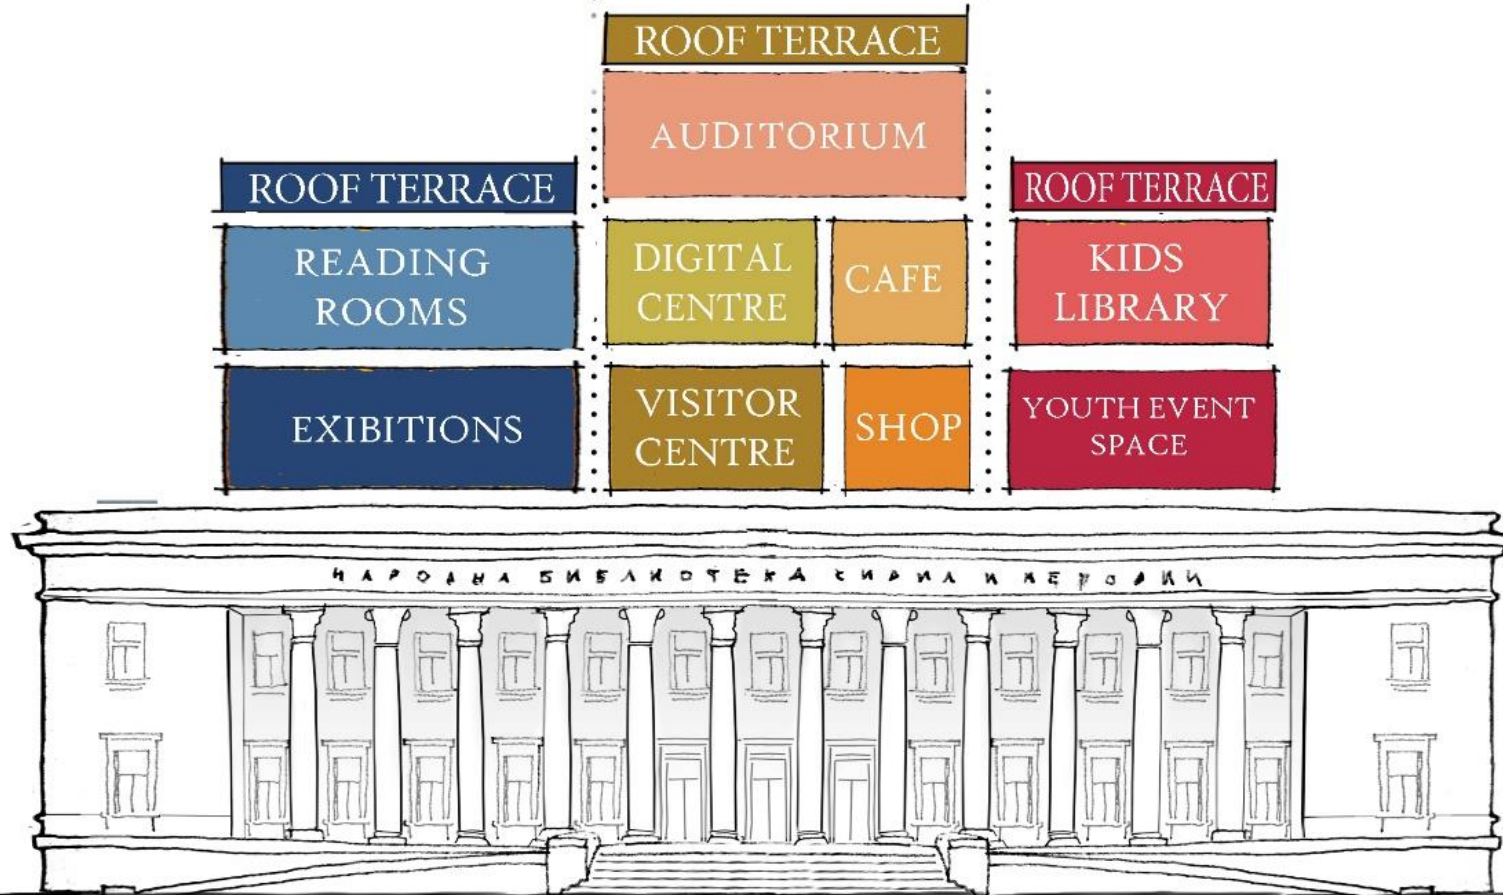 ROOF TERRACE
AUDITORIUM
ROOF TERRACE
ROOF TERRACE
READING
ROOMS
DIGITAL
CENTRE
CAFE
KIDS
LIBRARY
EXIBITIONS
VISITOR
CENTRE
SHOP
YOUTH EVENT
SPACE
НАРОДНА БИБЛИОТЕКА КИРИЛ И МЕТОДИЙ